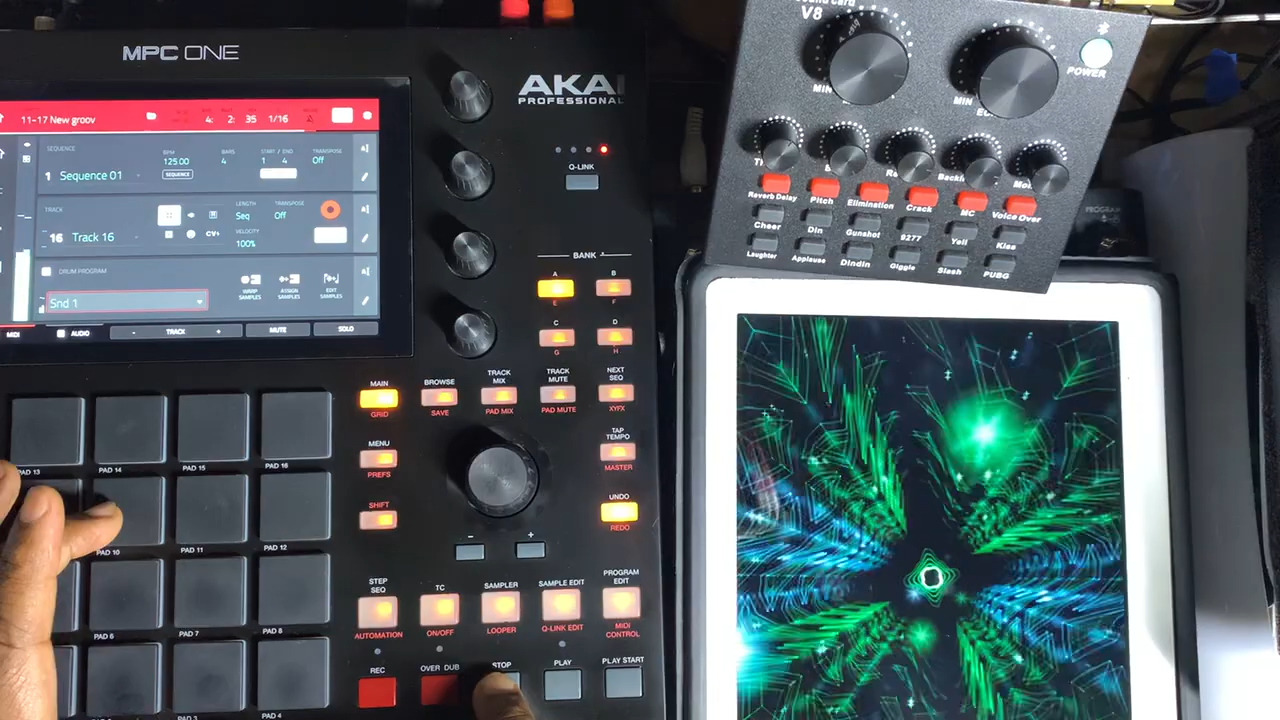 MPC ONE
AKAI
PROFESSIONAL
11-17 New groov
4: 2: 35 1/16
SEQUENCE
BPM
BARS
START / END
TRANSPOSE
1 Sequence 01
125.00
4
1 4
Off
SEQUENCE
TRACK
LENGTH
TRANSPOSE
Seq
Off
16 Track 16
CV+
VELOCITY
100%
DRUM PROGRAM
Snd 1
WARP SAMPLES
ASSIGN SAMPLES
EDIT SAMPLES
MIDI
AUDIO
- TRACK +
MUTE
SOLO
Q-LINK
BANK
A
B
E
F
C
D
G
H
MAIN
BROWSE
TRACK MIX
TRACK MUTE
NEXT SEQ
GRID
SAVE
PAD MIX
PAD MUTE
XYFX
MENU
PREFS
TAP TEMPO
MASTER
SHIFT
UNDO
REDO
- +
PAD 13
PAD 14
PAD 15
PAD 16
PAD 10
PAD 11
PAD 12
PAD 6
PAD 7
PAD 8
PAD 3
PAD 4
STEP SEQ
TC
SAMPLER
SAMPLE EDIT
PROGRAM EDIT
AUTOMATION
ON/OFF
LOOPER
Q-LINK EDIT
MIDI CONTROL
REC
OVER DUB
STOP
PLAY
PLAY START
V8
MIN
MIN
POWER
Reverb Delay
Pitch
Elimination
Crack
MC
Voice Over
Cheer
Din
Gunshot
9277
Yell
Kiss
Laughter
Applause
Dindin
Giggle
Slash
PUBG
PROGRAM